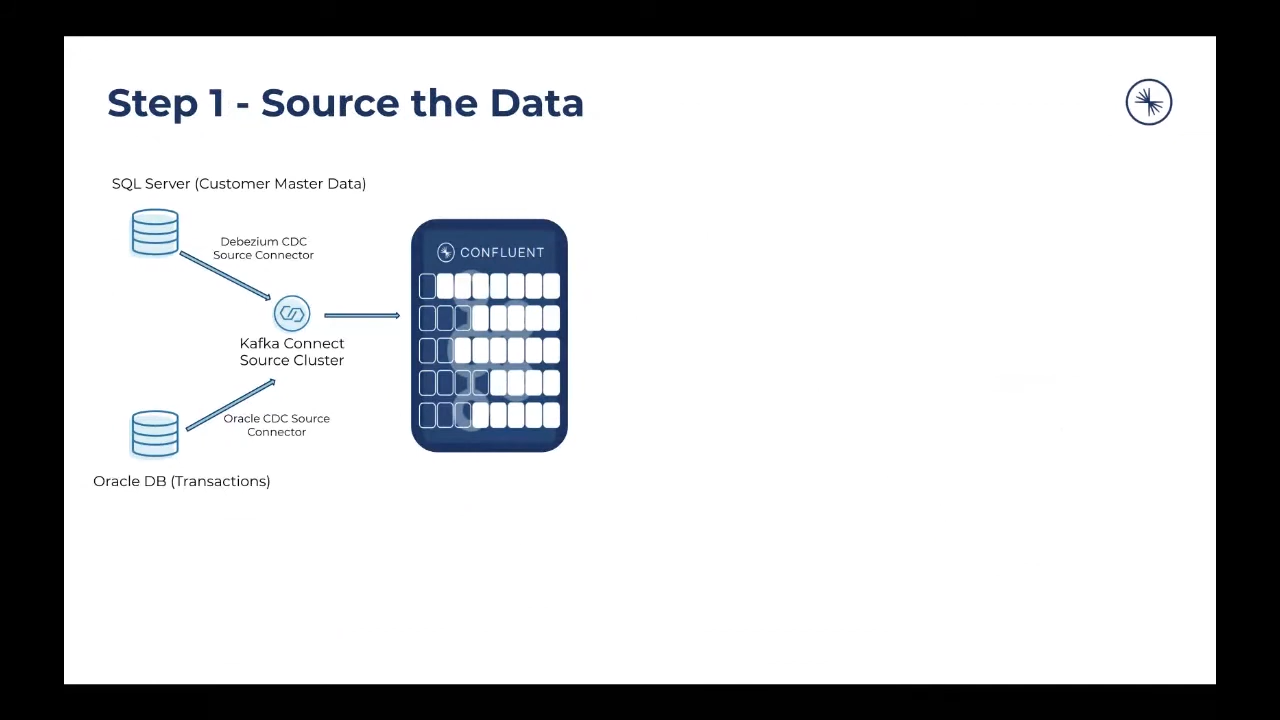 Step 1 - Source the Data
SQL Server (Customer Master Data)
Debezium CDC
Source Connector
CONFLUENT
Kafka Connect
Source Cluster
Oracle CDC Source
Connector
Oracle DB (Transactions)